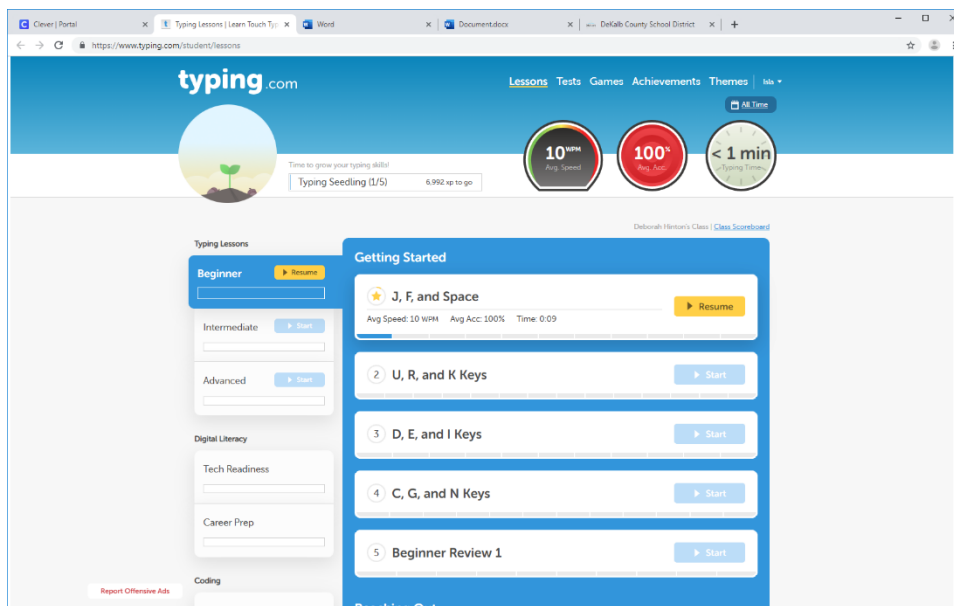 Clever | Portal
Typing Lessons | Learn Touch Typ
Word
Document.docx
DeKalb County School District
https://www.typing.com/student/lessons
typing.com
Lessons Tests Games Achievements Themes Isla
All Time
Time to grow your typing skills!
Typing Seedling (1/5) 6,992 xp to go
10 WPM
Avg. Speed
100%
Avg. Acc.
< 1 min
Typing Time
Deborah Hinton's Class | Class Scoreboard
Typing Lessons
Beginner Resume
Intermediate Start
Advanced Start
Digital Literacy
Tech Readiness
Career Prep
Coding
Report Offensive Ads
Getting Started
J, F, and Space
Avg Speed: 10 WPM Avg Acc: 100% Time: 0:09
Resume
2 U, R, and K Keys Start
3 D, E, and I Keys Start
4 C, G, and N Keys Start
5 Beginner Review 1 Start